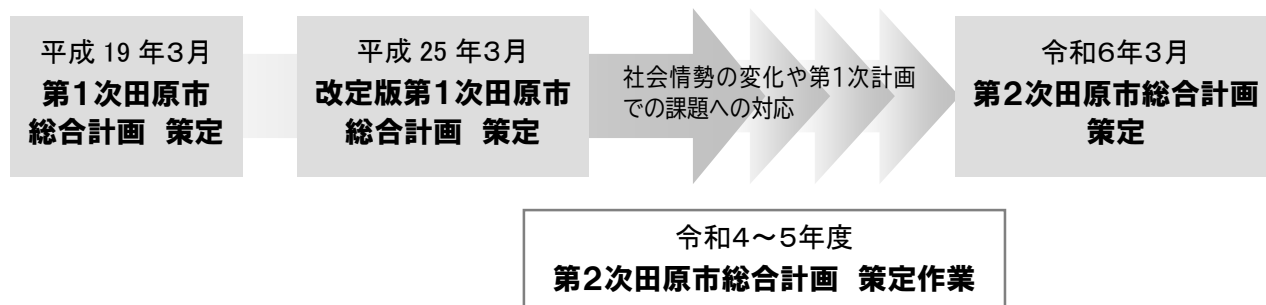 平成 19 年3月
第1次田原市
総合計画 策定
平成 25 年3月
改定版第1次田原市
総合計画 策定
社会情勢の変化や第1次計画
での課題への対応
令和6年3月
第2次田原市総合計画
策定
令和4~5年度
第2次田原市総合計画 策定作業